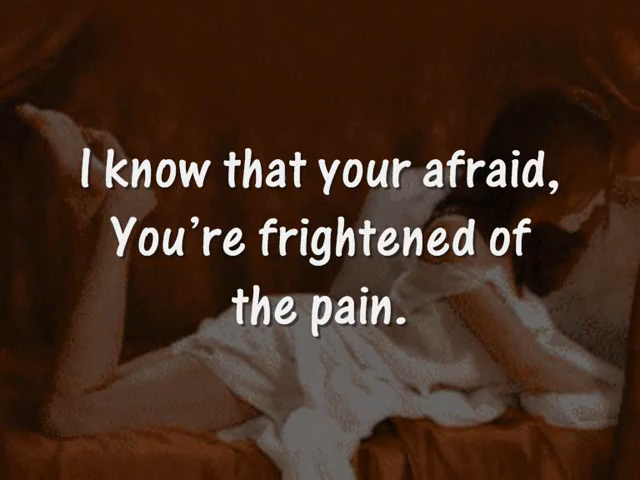 I know that your afraid,
You’re frightened of
the pain.